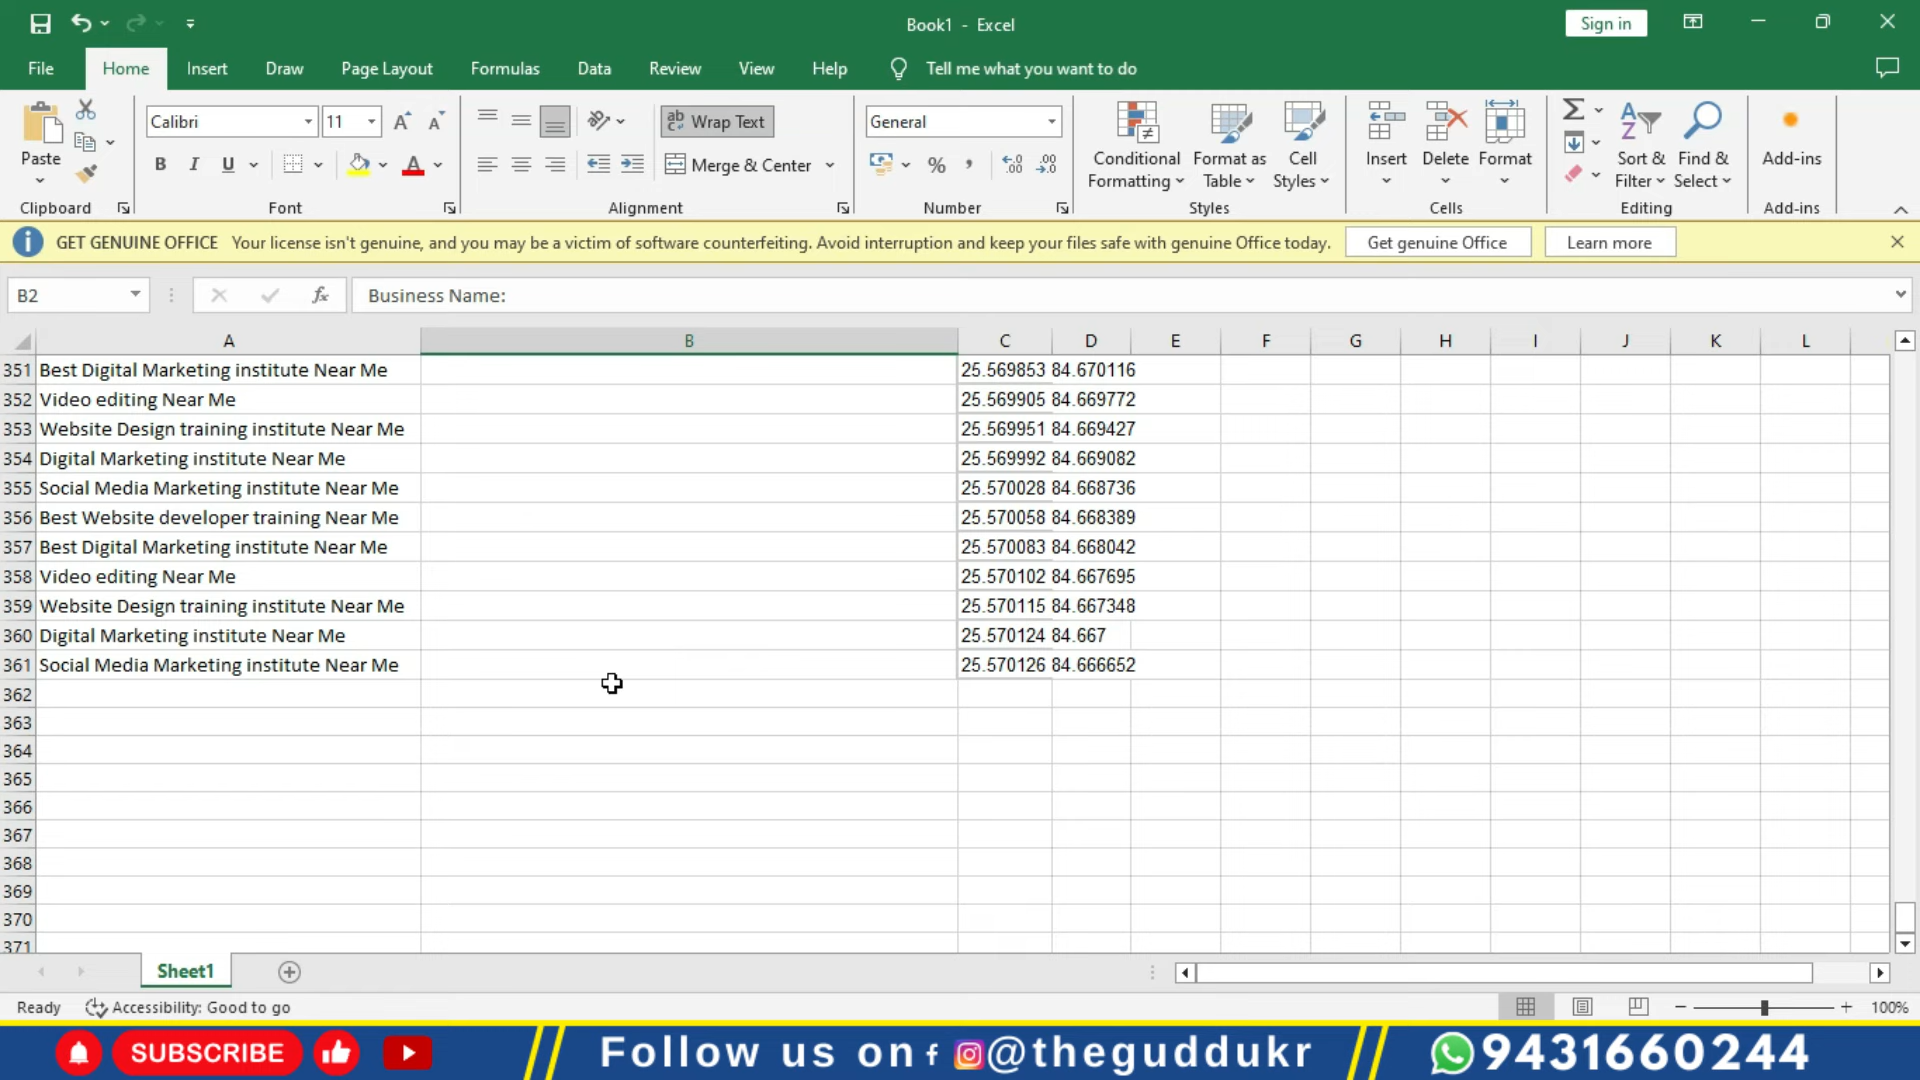 Book1 - Excel
Sign in
File Home Insert Draw Page Layout Formulas Data Review View Help Tell me what you want to do
Paste
Calibri 11
B I U
ab Wrap Text
Merge & Center
General
% ,
Conditional Formatting
Format as Table
Cell Styles
Insert
Delete
Format
Sort & Filter
Find & Select
Add-ins
Clipboard Font Alignment Number Styles Cells Editing Add-ins
GET GENUINE OFFICE Your license isn't genuine, and you may be a victim of software counterfeiting. Avoid interruption and keep your files safe with genuine Office today. Get genuine Office Learn more
B2 fx Business Name:
A B C D E F G H I J K L
351 Best Digital Marketing institute Near Me 25.569853 84.670116
352 Video editing Near Me 25.569905 84.669772
353 Website Design training institute Near Me 25.569951 84.669427
354 Digital Marketing institute Near Me 25.569992 84.669082
355 Social Media Marketing institute Near Me 25.570028 84.668736
356 Best Website developer training Near Me 25.570058 84.668389
357 Best Digital Marketing institute Near Me 25.570083 84.668042
358 Video editing Near Me 25.570102 84.667695
359 Website Design training institute Near Me 25.570115 84.667348
360 Digital Marketing institute Near Me 25.570124 84.667
361 Social Media Marketing institute Near Me 25.570126 84.666652
362
363
364
365
366
367
368
369
370
371
Sheet1
Ready Accessibility: Good to go 100%
SUBSCRIBE Follow us on @theguddukr 9431660244